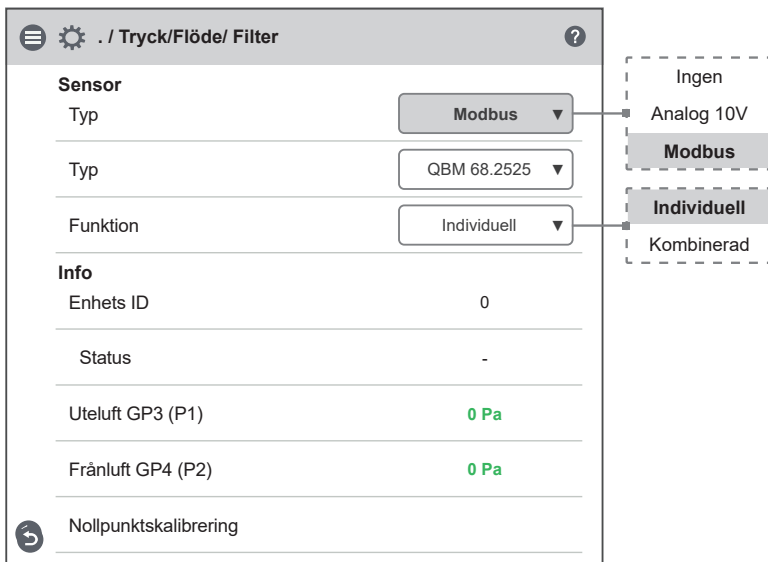 . / Tryck/Flöde/ Filter ?
Sensor
Typ Modbus
Typ QBM 68.2525
Funktion Individuell
Info
Enhets ID 0
Status -
Uteluft GP3 (P1) 0 Pa
Frånluft GP4 (P2) 0 Pa
Nollpunktskalibrering
Ingen
Analog 10V
Modbus
Individuell
Kombinerad